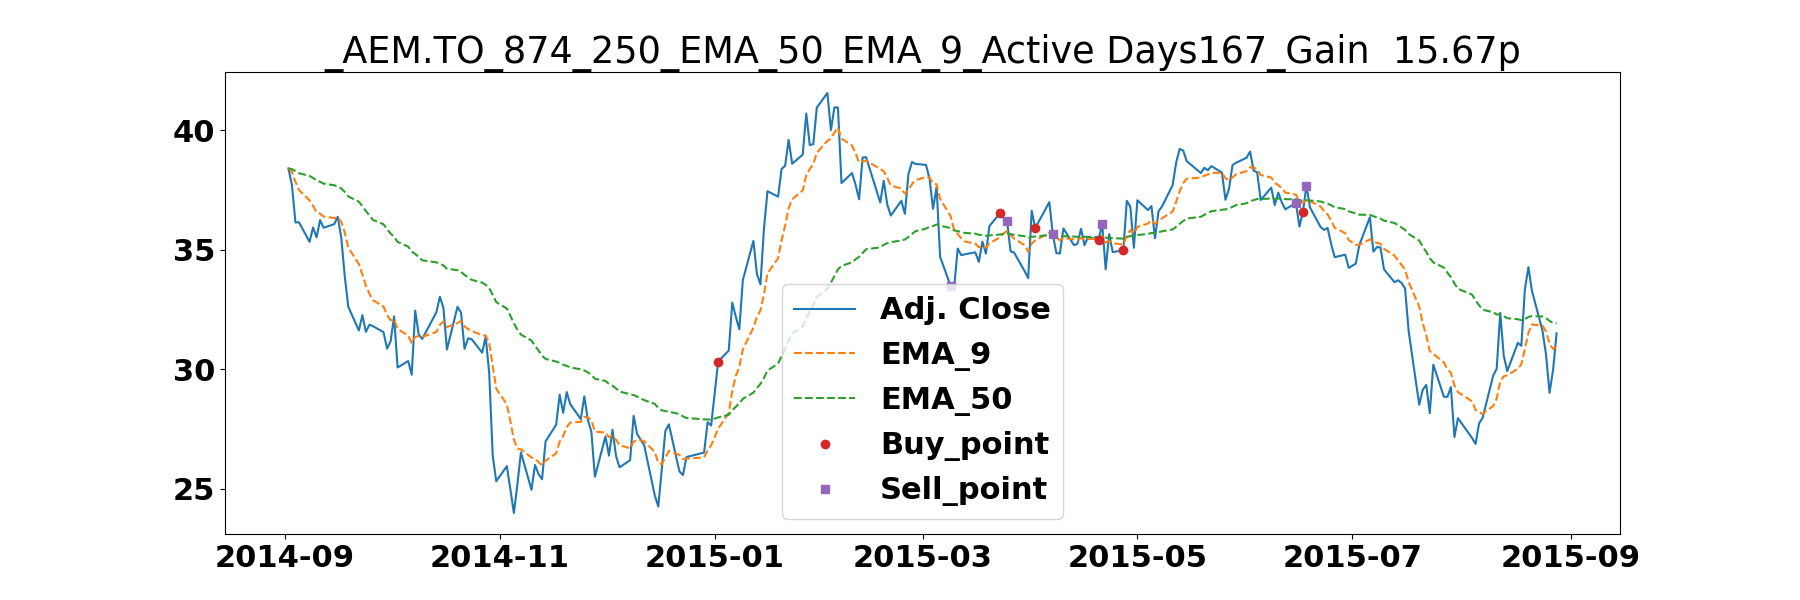 _AEM.TO_874_250_EMA_50_EMA_9_Active Days167_Gain  15.67p
40
35
30
25
Adj. Close
EMA_9
EMA_50
Buy_point
Sell_point
2014-09 2014-11 2015-01 2015-03 2015-05 2015-07 2015-09